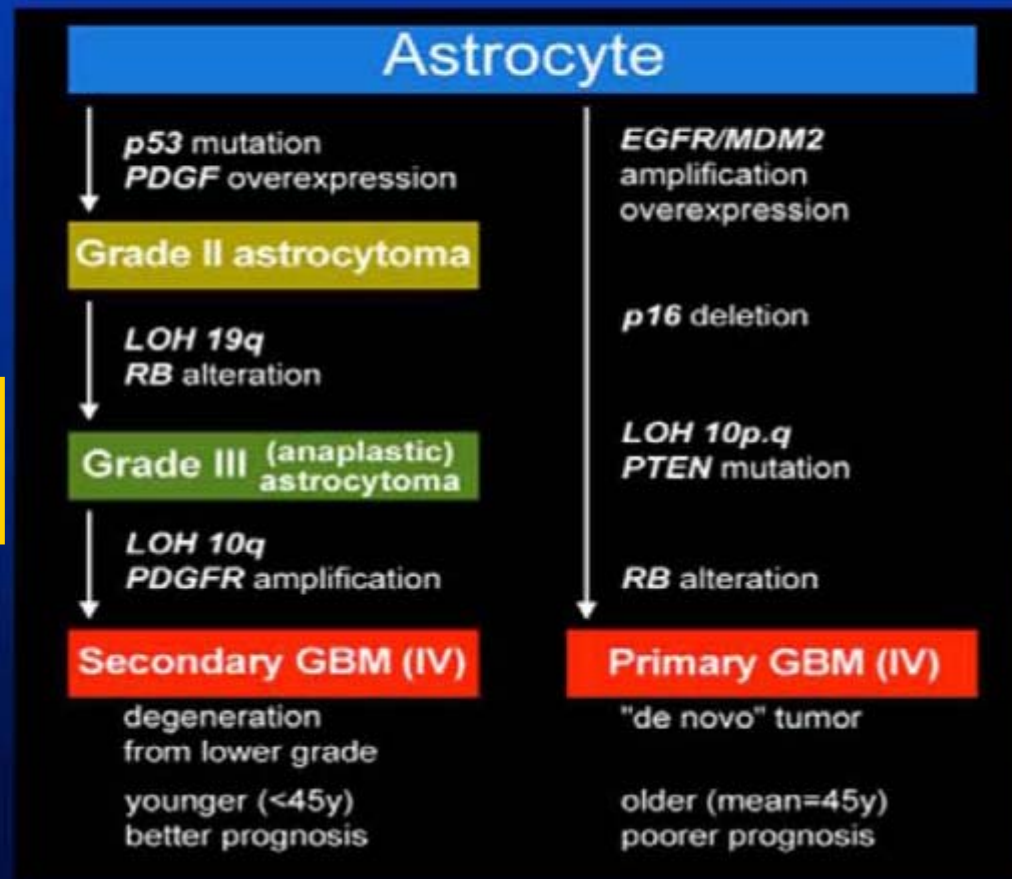 Astrocyte
p53 mutation
PDGF overexpression
Grade II astrocytoma
LOH 19q
RB alteration
Grade III (anaplastic)
astrocytoma
LOH 10q
PDGFR amplification
Secondary GBM (IV)
degeneration
from lower grade
younger (<45y)
better prognosis
EGFR/MDM2
amplification
overexpression
p16 deletion
LOH 10p.q
PTEN mutation
RB alteration
Primary GBM (IV)
"de novo" tumor
older (mean=45y)
poorer prognosis